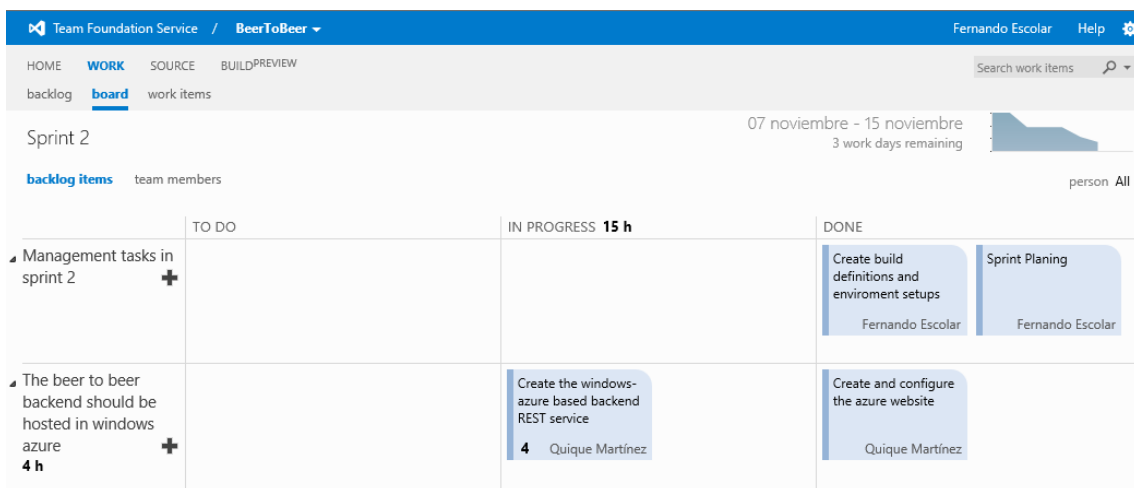 Team Foundation Service / BeerToBeer
Fernando Escolar Help
HOME WORK SOURCE BUILD PREVIEW
Search work items
backlog board work items
Sprint 2
07 noviembre - 15 noviembre
3 work days remaining
backlog items team members
person All
TO DO
IN PROGRESS 15 h
DONE
Management tasks in
sprint 2
Create build
definitions and
enviroment setups
Fernando Escolar
Sprint Planing
Fernando Escolar
The beer to beer
backend should be
hosted in windows
azure
4 h
Create the windows-
azure based backend
REST service
4 Quique Martínez
Create and configure
the azure website
Quique Martínez